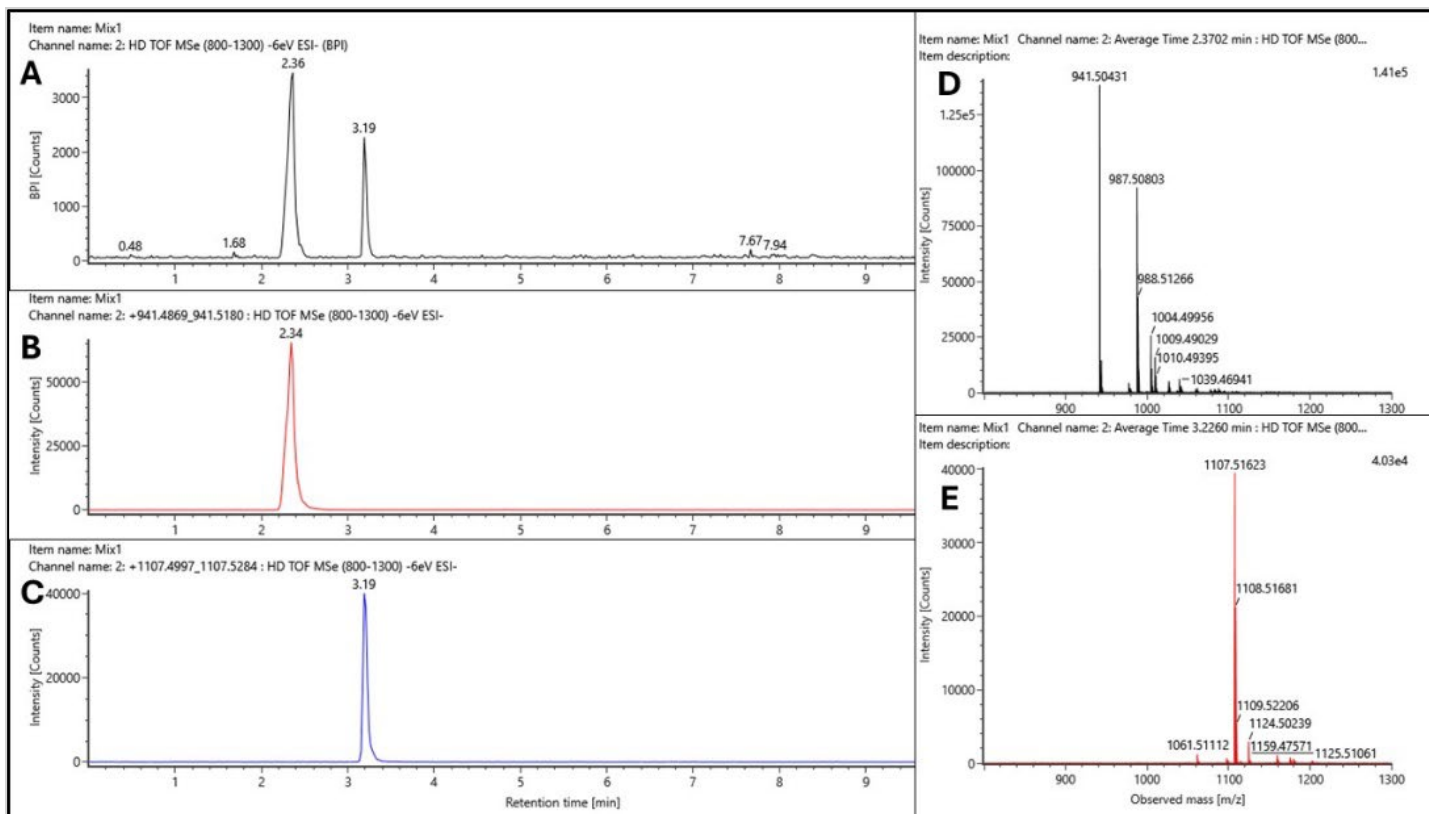 Item name: Mix1
Channel name: 2: HD TOF MSe (800-1300) -6eV ESI- (BPI)
A
BPI [Counts]
3000
2000
1000
0
2.36
3.19
0.48
1.68
7.67
7.94
1 2 3 4 5 6 7 8 9
Item name: Mix1
Channel name: 2: +941.4869_941.5180 : HD TOF MSe (800-1300) -6eV ESI-
B
Intensity [Counts]
50000
25000
0
2.34
1 2 3 4 5 6 7 8 9
Item name: Mix1
Channel name: 2: +1107.4997_1107.5284 : HD TOF MSe (800-1300) -6eV ESI-
C
Intensity [Counts]
40000
20000
0
3.19
1 2 3 4 5 6 7 8 9
Retention time [min]
Item name: Mix1 Channel name: 2: Average Time 2.3702 min : HD TOF MSe (800...
Item description:
D
1.41e5
Intensity [Counts]
1.25e5
100000
75000
50000
25000
0
941.50431
987.50803
988.51266
1004.49956
1009.49029
1010.49395
1039.46941
900 1000 1100 1200 1300
Item name: Mix1 Channel name: 2: Average Time 3.2260 min : HD TOF MSe (800...
Item description:
E
4.03e4
Intensity [Counts]
40000
30000
20000
10000
0
1107.51623
1108.51681
1109.52206
1124.50239
1061.51112
1159.47571
1125.51061
900 1000 1100 1200 1300
Observed mass [m/z]